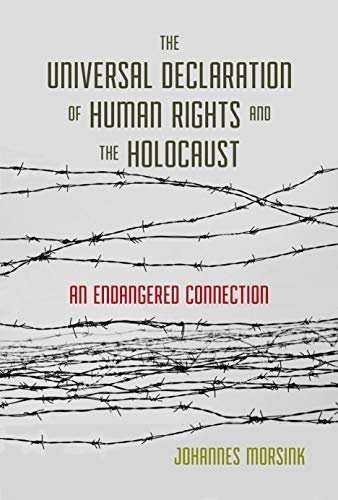 THE
UNIVERSAL DECLARATION
OF HUMAN RIGHTS AND
THE HOLOCAUST
AN ENDANGERED CONNECTION
JOHANNES MORSINK